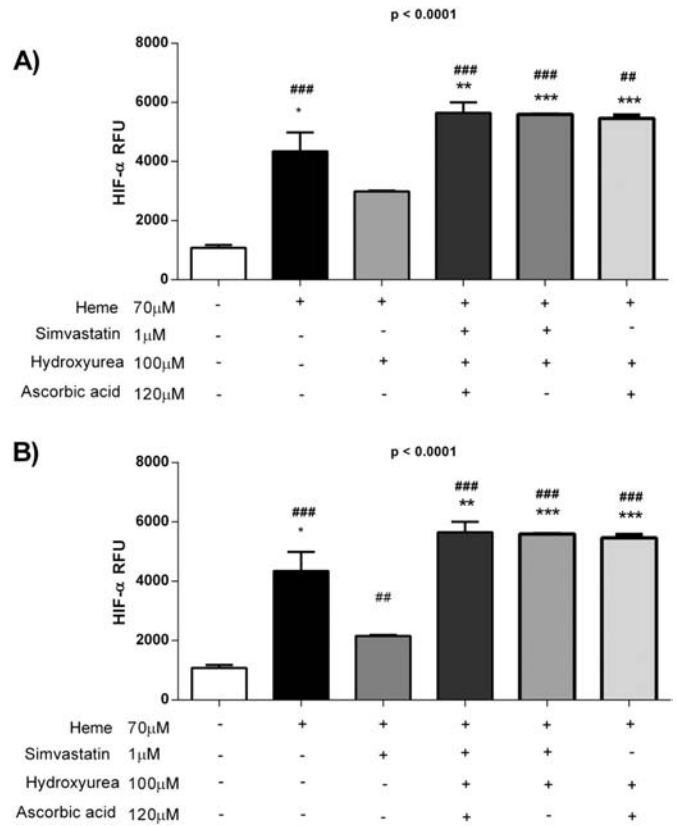 p < 0.0001
A)
8000
6000
4000
2000
0
HIF-α RFU
###
*
###
**
###
***
##
***
Heme 70μM - + + + + +
Simvastatin 1μM - - - + + -
Hydroxyurea 100μM - - + + + +
Ascorbic acid 120μM - - - + - +
B)
p < 0.0001
8000
6000
4000
2000
0
HIF-α RFU
###
*
##
###
**
###
***
###
***
Heme 70μM - + + + + +
Simvastatin 1μM - - + + + -
Hydroxyurea 100μM - - - + + +
Ascorbic acid 120μM - - - + - +